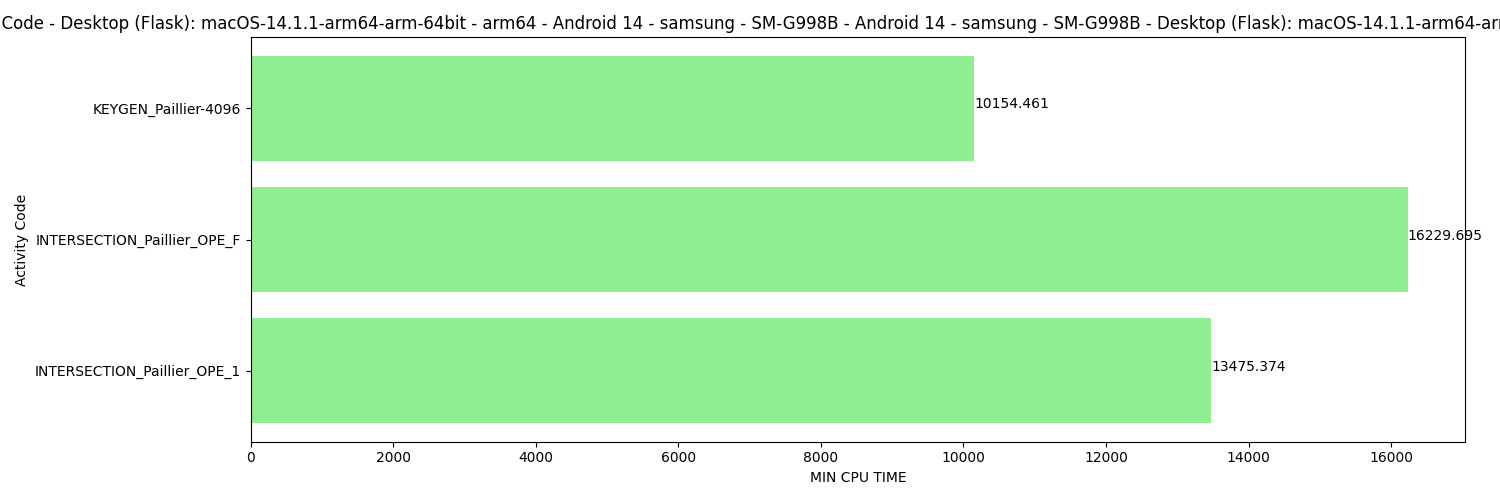 Code - Desktop (Flask): macOS-14.1.1-arm64-arm-64bit - arm64 - Android 14 - samsung - SM-G998B - Android 14 - samsung - SM-G998B - Desktop (Flask): macOS-14.1.1-arm64-ar
KEYGEN_Paillier-4096
10154.461
INTERSECTION_Paillier_OPE_F
16229.695
INTERSECTION_Paillier_OPE_1
13475.374
Activity Code
0 2000 4000 6000 8000 10000 12000 14000 16000
MIN CPU TIME